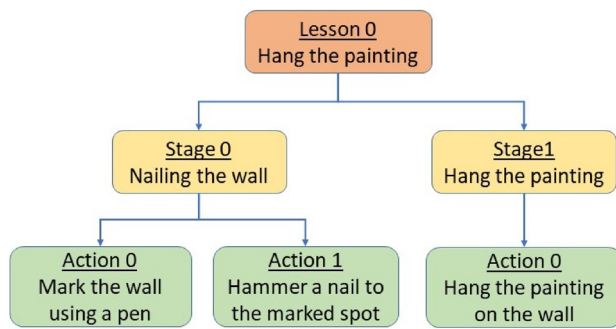 Lesson 0
Hang the painting
Stage 0
Nailing the wall
Stage1
Hang the painting
Action 0
Mark the wall
using a pen
Action 1
Hammer a nail to
the marked spot
Action 0
Hang the painting
on the wall